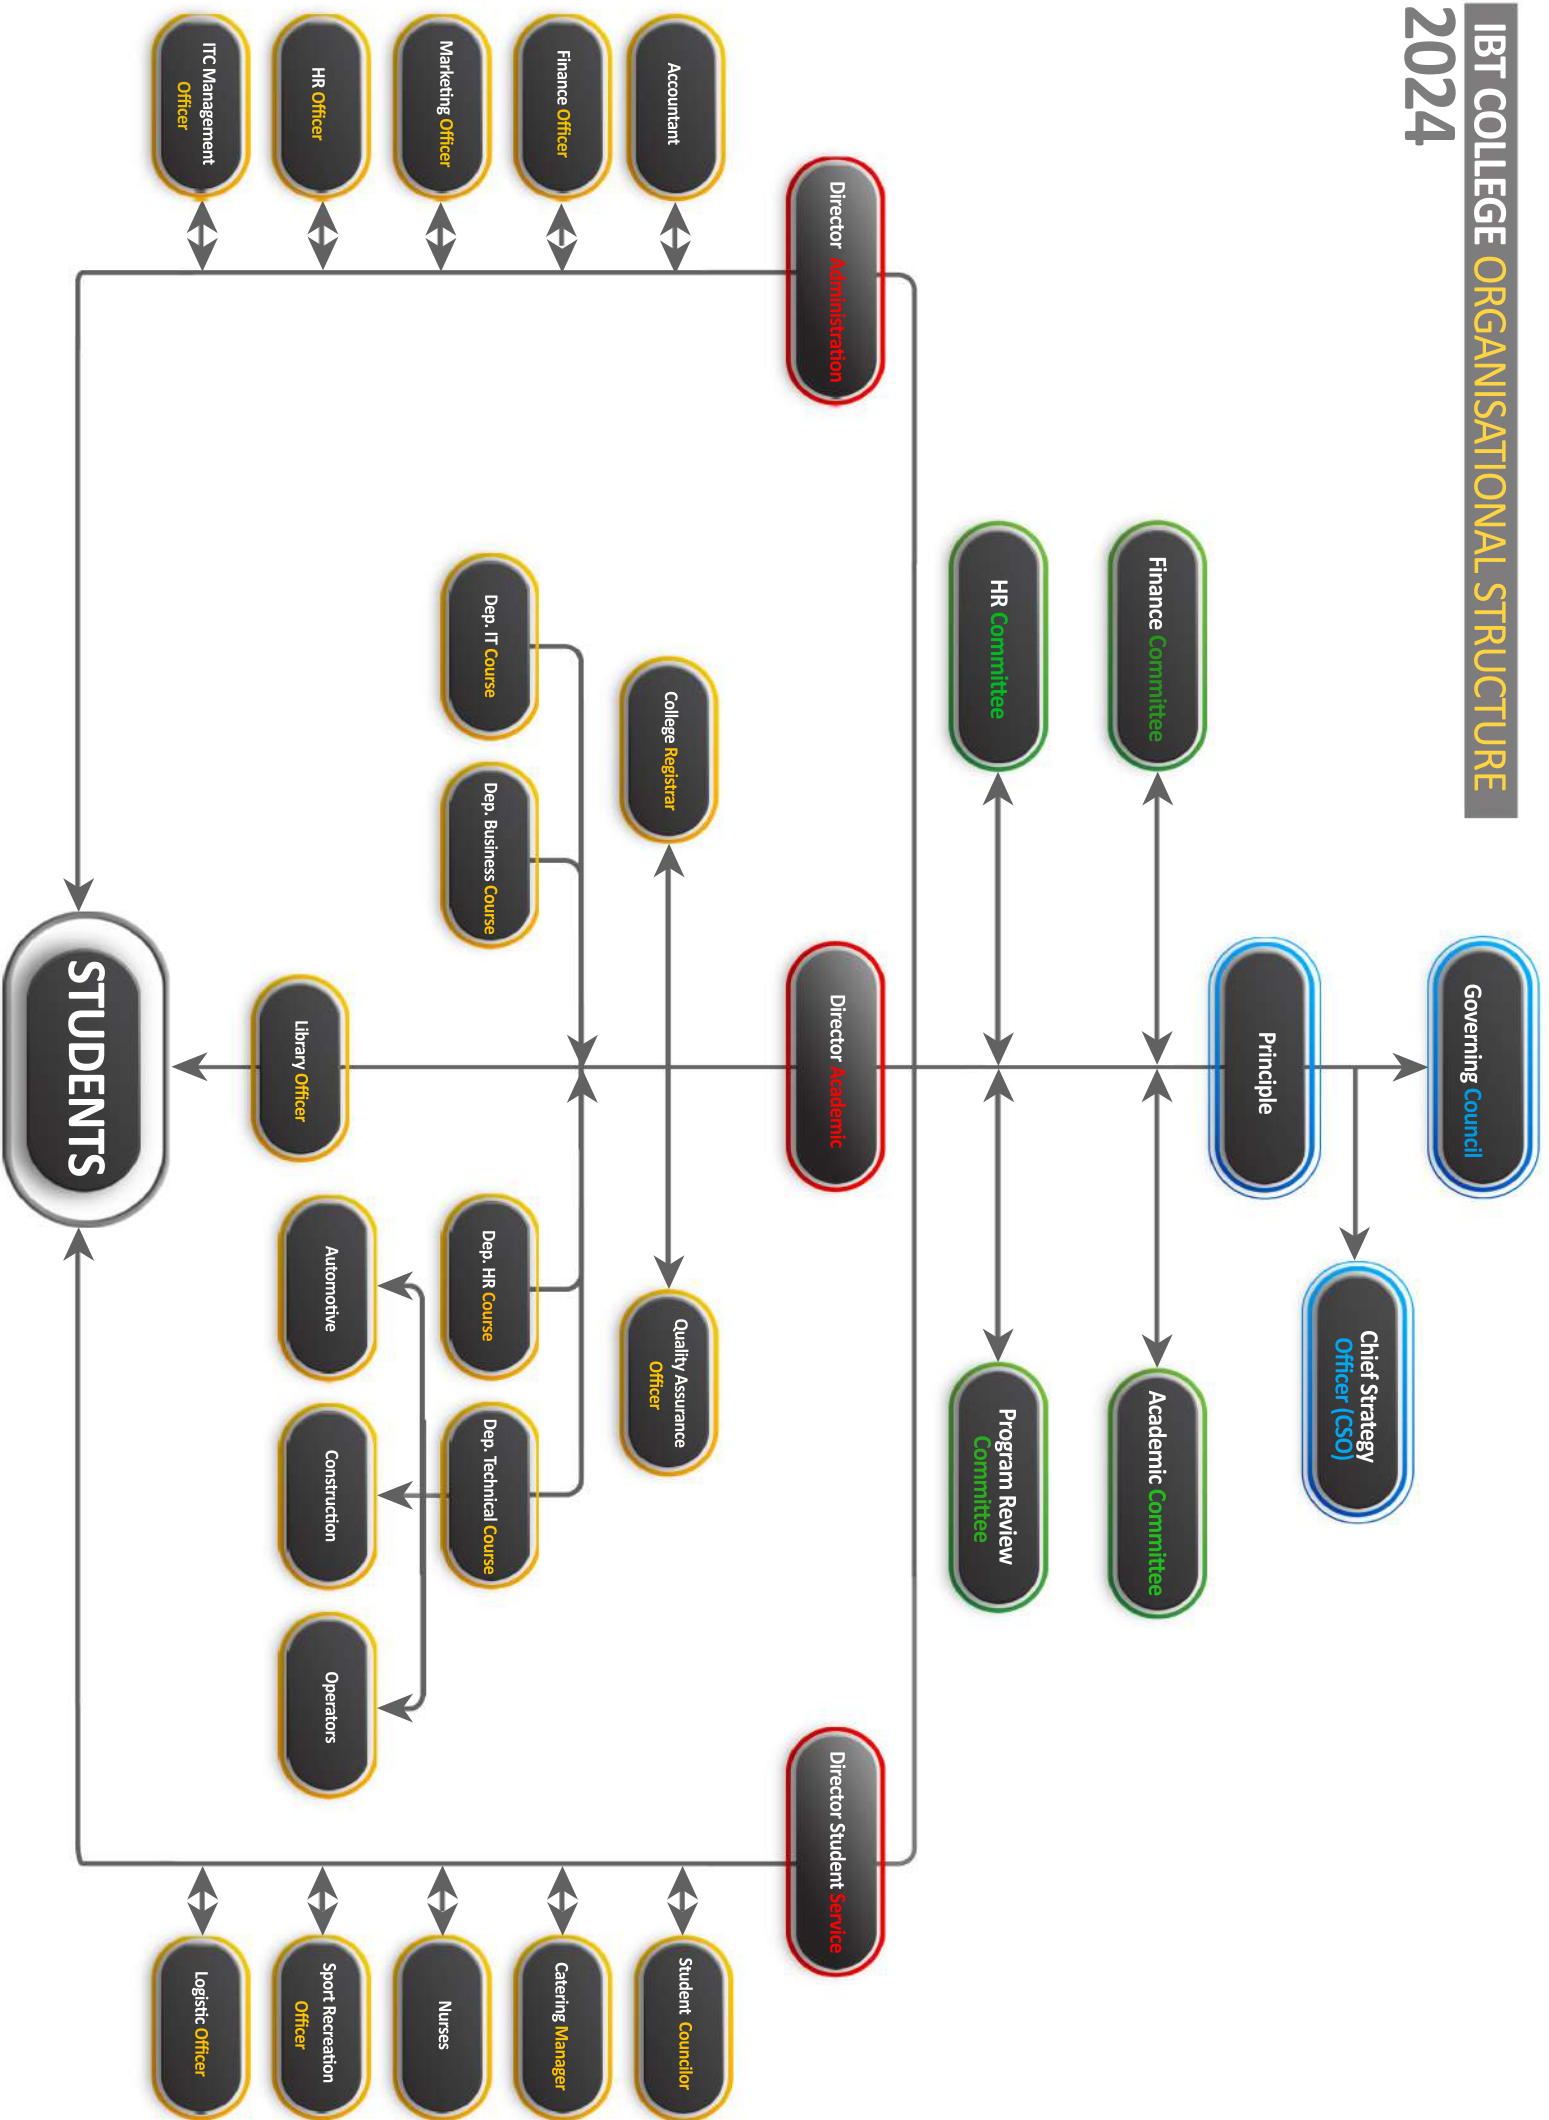 IBT COLLEGE ORGANISATIONAL STRUCTURE
2024
Governing Council
Chief Strategy
Officer (CSO)
Principle
Finance Committee
Academic Committee
HR Committee
Program Review
Committee
Director Administration
Director Academic
Director Student Service
Accountant
Finance Officer
Marketing Officer
HR Officer
ITC Management
Officer
College Registrar
Quality Assurance
Officer
Dep. IT Course
Dep. Business Course
Dep. HR Course
Dep. Technical Course
Automotive
Construction
Operators
Library Officer
Student Councilor
Catering Manager
Nurses
Sport Recreation
Officer
Logistic Officer
STUDENTS